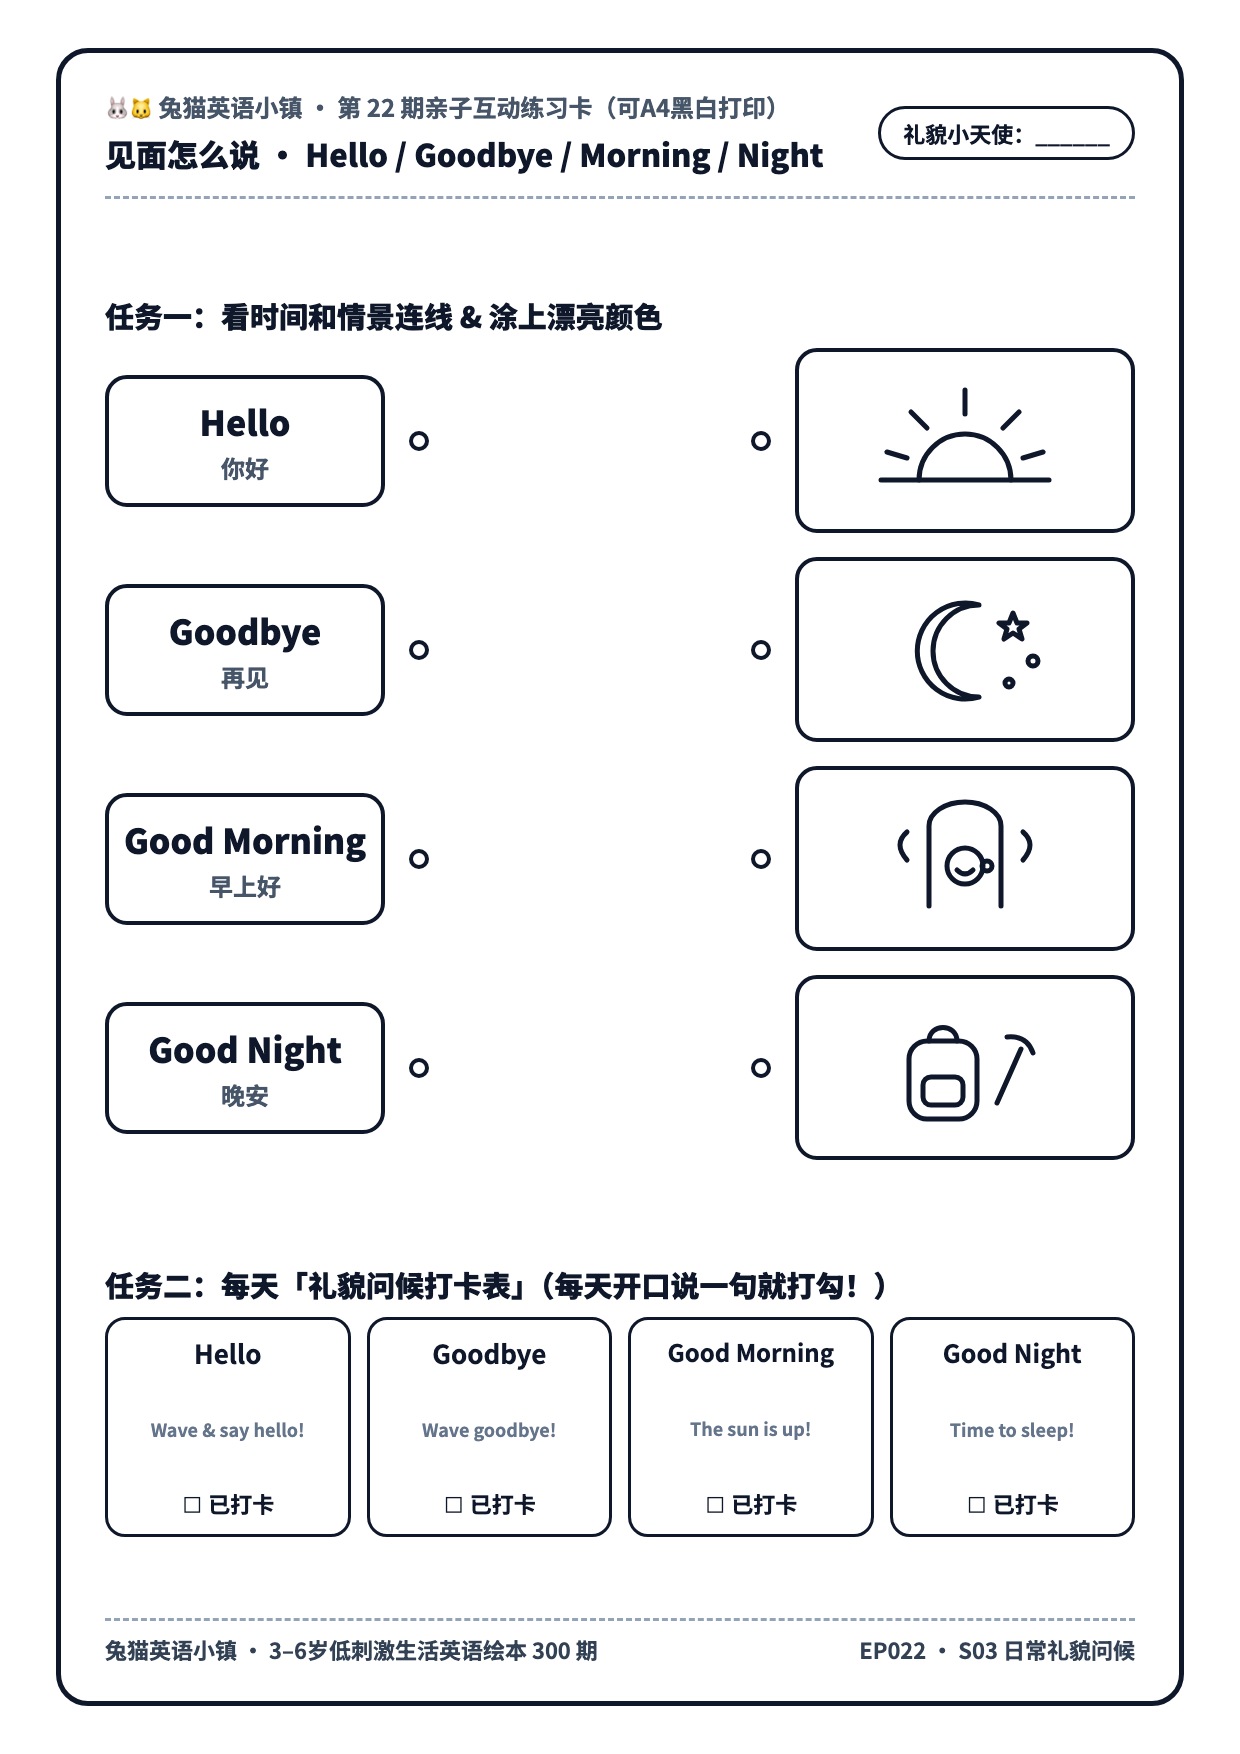 🐰🐱 兔猫英语小镇 · 第 22 期亲子互动练习卡（可A4黑白打印）
见面怎么说 · Hello / Goodbye / Morning / Night
礼貌小天使：______
任务一：看时间和情景连线 & 涂上漂亮颜色
Hello
你好
Goodbye
再见
Good Morning
早上好
Good Night
晚安
任务二：每天「礼貌问候打卡表」（每天开口说一句就打勾！）
Hello
Wave & say hello!
☐ 已打卡
Goodbye
Wave goodbye!
☐ 已打卡
Good Morning
The sun is up!
☐ 已打卡
Good Night
Time to sleep!
☐ 已打卡
兔猫英语小镇 · 3–6岁低刺激生活英语绘本 300 期
EP022 · S03 日常礼貌问候